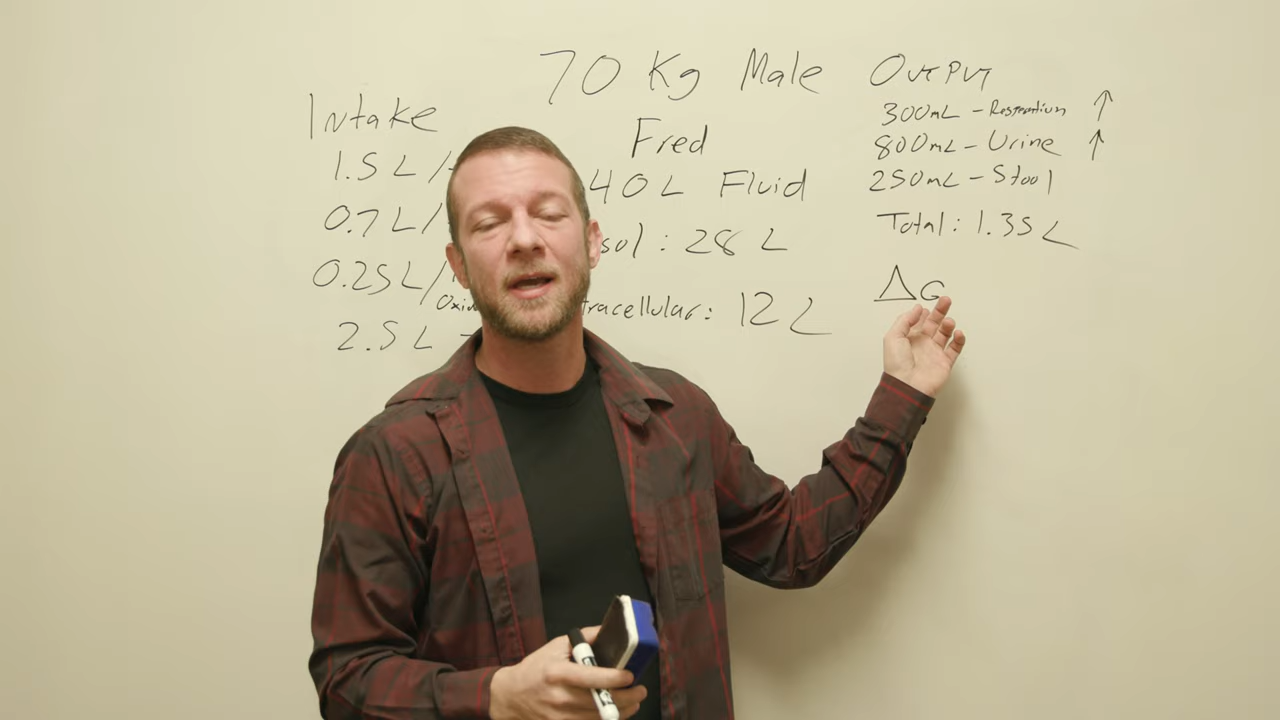 70 Kg Male
Intake
1.5 L/
0.7 L/
0.25 L/
Oxi
2.5 L -
Fred
40 L Fluid
sol: 28 L
tracellular: 12 L
OutPut
300mL - Respiration ↑
800mL - Urine ↑
250mL - Stool
Total: 1.35 L
ΔG